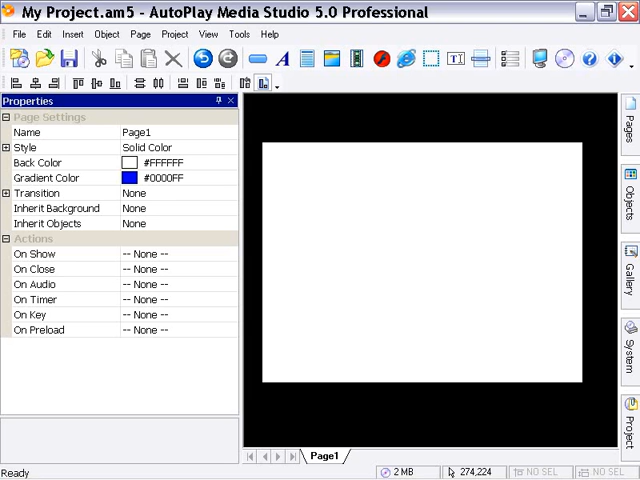 My Project.am5 - AutoPlay Media Studio 5.0 Professional
File Edit Insert Object Page Project Publish View Tools Help
Properties
Page Settings
Name Page1
Style Solid Color
Back Color #FFFFFF
Gradient Color #0000FF
Transition None
Inherit Background None
Inherit Objects None
Actions
On Show -- None --
On Close -- None --
On Audio -- None --
On Timer -- None --
On Key -- None --
On Preload -- None --
Pages
Objects
Gallery
System
Project
Page1
Ready 2 MB 274,224 NO SEL NO SEL